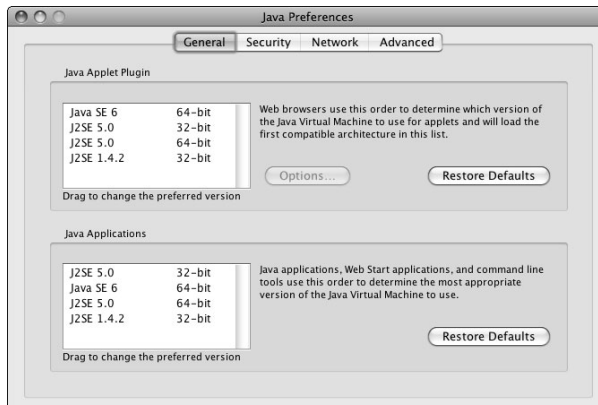 Java Preferences
General Security Network Advanced
Java Applet Plugin
Java SE 6 64-bit
J2SE 5.0 32-bit
J2SE 5.0 64-bit
J2SE 1.4.2 32-bit
Drag to change the preferred version
Web browsers use this order to determine which version of
the Java Virtual Machine to use for applets and will load the
first compatible architecture in this list.
Options...
Restore Defaults
Java Applications
J2SE 5.0 32-bit
Java SE 6 64-bit
J2SE 5.0 64-bit
J2SE 1.4.2 32-bit
Drag to change the preferred version
Java applications, Web Start applications, and command line
tools use this order to determine the most appropriate
version of the Java Virtual Machine to use.
Restore Defaults